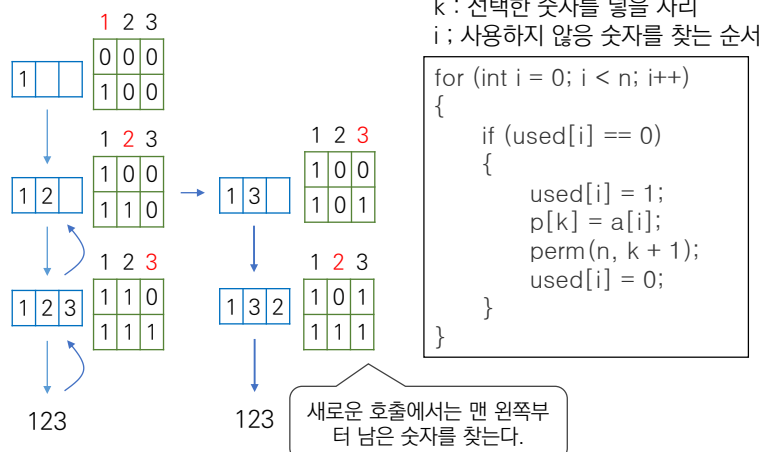 k : 선택한 숫자를 넣을 자리
i ; 사용하지 않응 숫자를 찾는 순서
1 2 3
0 0 0
1 0 0
1
1 2 3
1 0 0
1 1 0
1 2
1 2 3
1 1 0
1 1 1
1 2 3
123
1 2 3
1 0 0
1 0 1
1 3
1 2 3
1 0 1
1 1 1
1 3 2
123
for (int i = 0; i < n; i++)
{
if (used[i] == 0)
{
used[i] = 1;
p[k] = a[i];
perm(n, k + 1);
used[i] = 0;
}
}
새로운 호출에서는 맨 왼쪽부
터 남은 숫자를 찾는다.